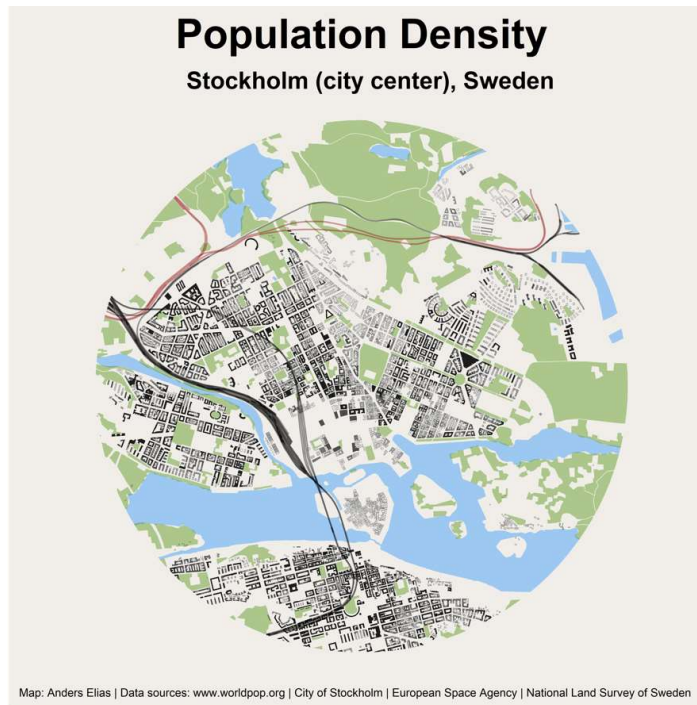 Population Density
Stockholm (city center), Sweden
Map: Anders Elias | Data sources: www.worldpop.org | City of Stockholm | European Space Agency | National Land Survey of Sweden